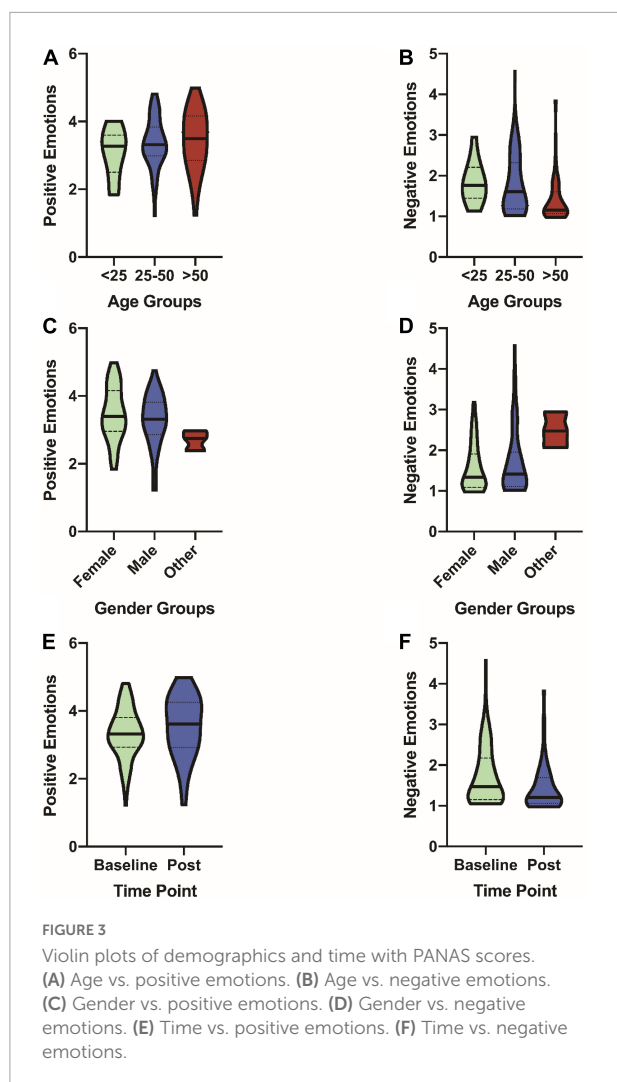 A
B
6
4
2
0
Positive Emotions
<25 25-50 >50
Age Groups
5
4
3
2
1
0
Negative Emotions
<25 25-50 >50
Age Groups
C
D
6
4
2
0
Positive Emotions
Female Male Other
Gender Groups
5
4
3
2
1
0
Negative Emotions
Female Male Other
Gender Groups
E
F
6
4
2
0
Positive Emotions
Baseline Post
Time Point
5
4
3
2
1
0
Negative Emotions
Baseline Post
Time Point
FIGURE 3
Violin plots of demographics and time with PANAS scores.
(A) Age vs. positive emotions. (B) Age vs. negative emotions.
(C) Gender vs. positive emotions. (D) Gender vs. negative
emotions. (E) Time vs. positive emotions. (F) Time vs. negative
emotions.